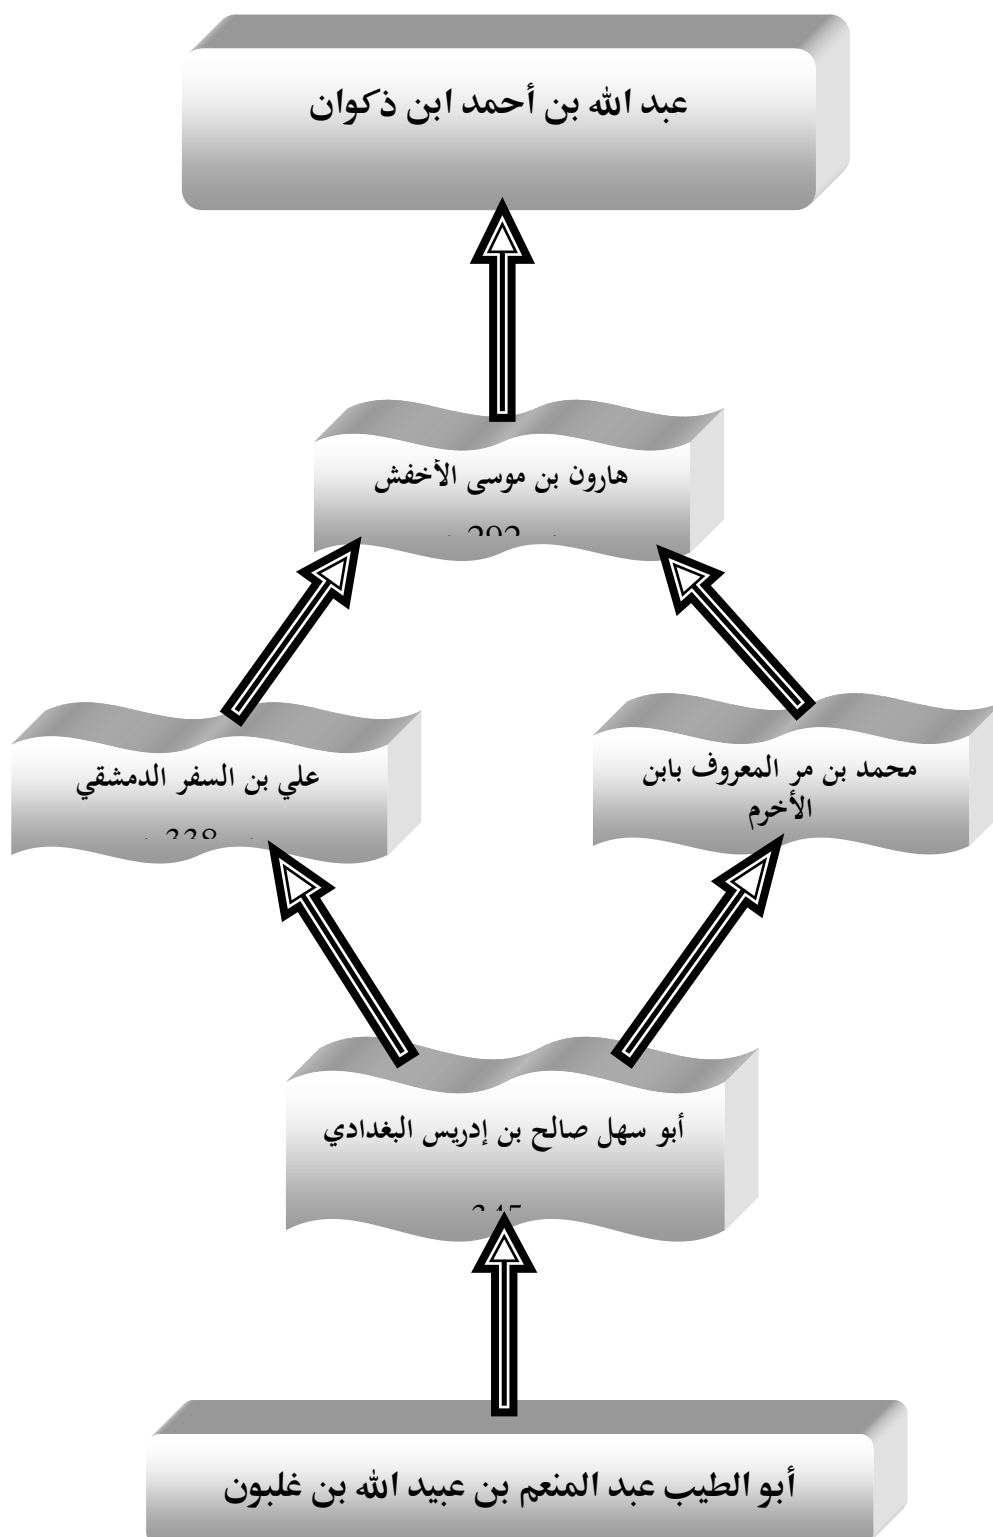 عبد الله بن أحمد ابن ذكوان
هارون بن موسى الأخفش
محمد بن مر المعروف بابن
الأخرم
علي بن السفر الدمشقي
أبو سهل صالح بن إدريس البغدادي
أبو الطيب عبد المنعم بن عبيد الله بن غلبون